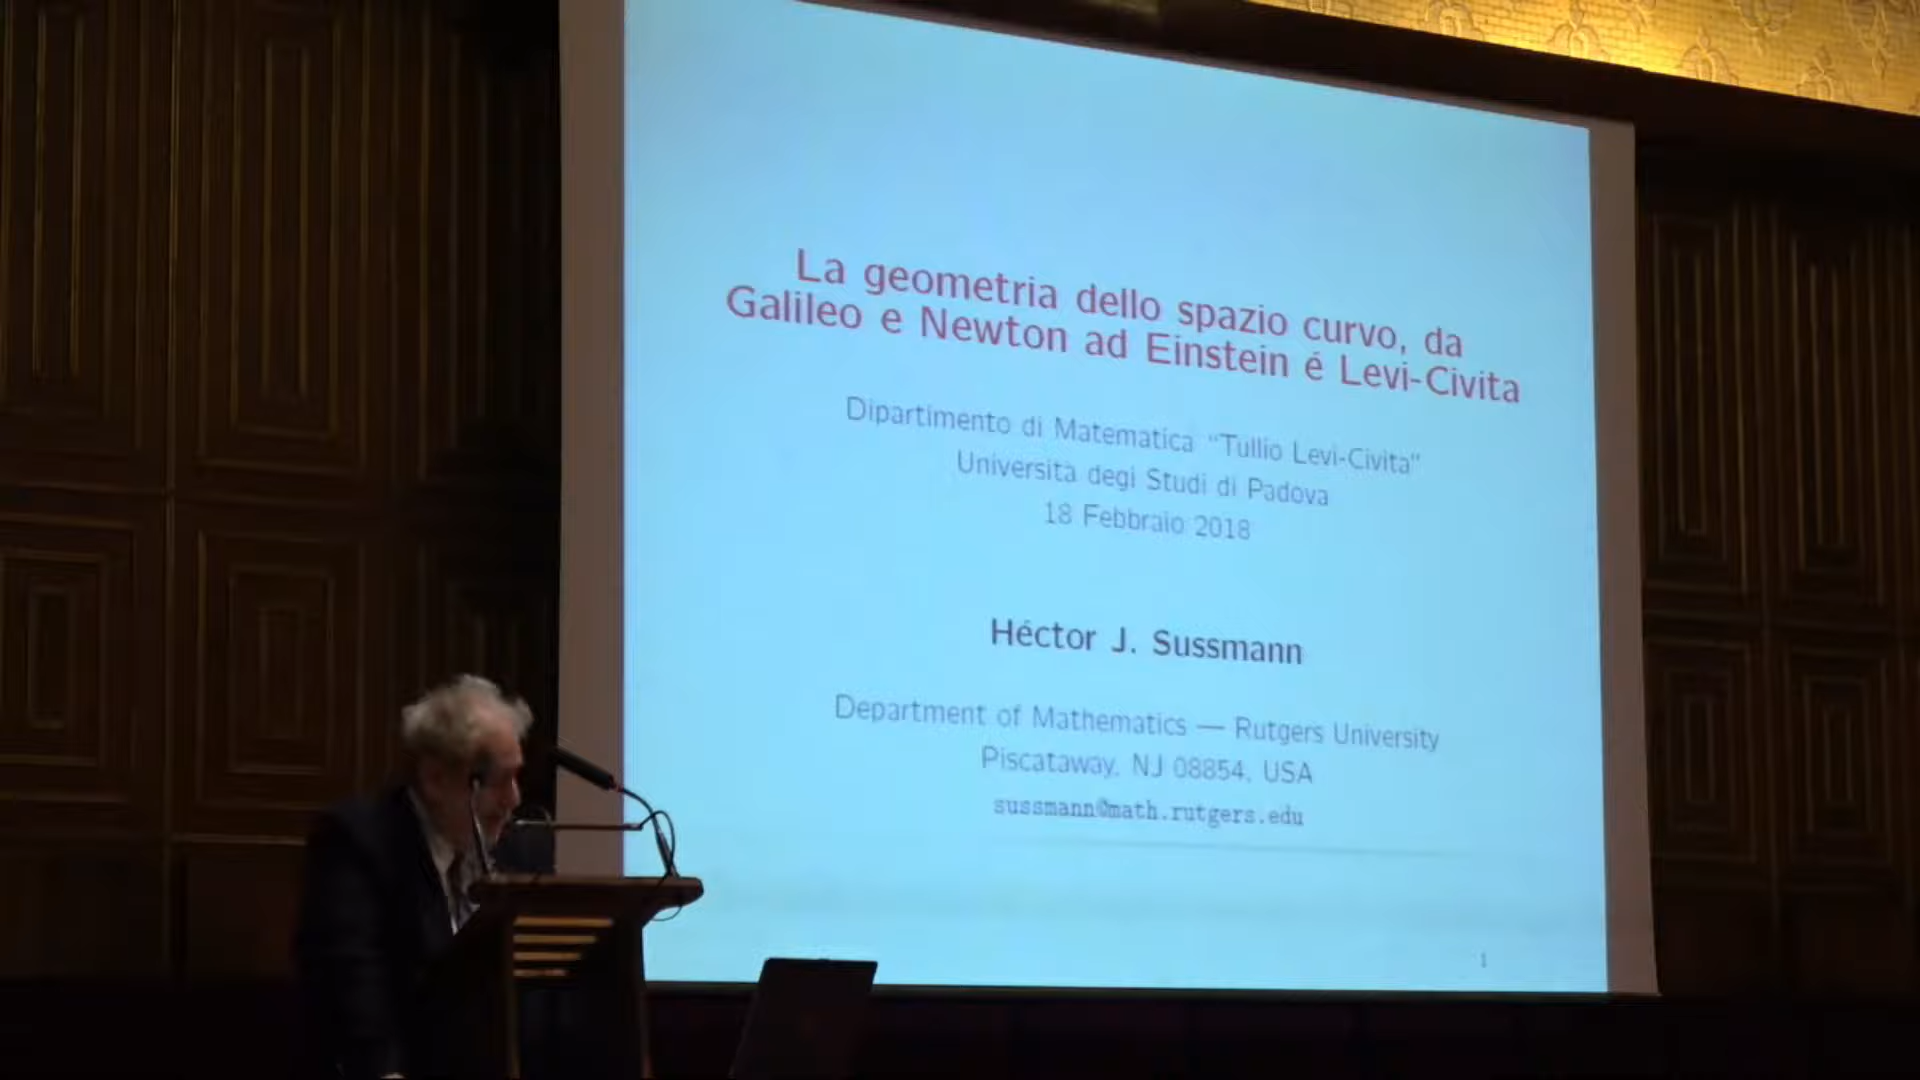 La geometria dello spazio curvo, da
Galileo e Newton ad Einstein é Levi-Civita
Dipartimento di Matematica “Tullio Levi-Civita”
Universita degli Studi di Padova
18 Febbraio 2018
Héctor J. Sussmann
Department of Mathematics — Rutgers University
Piscataway, NJ 08854, USA
sussmann@math.rutgers.edu
1